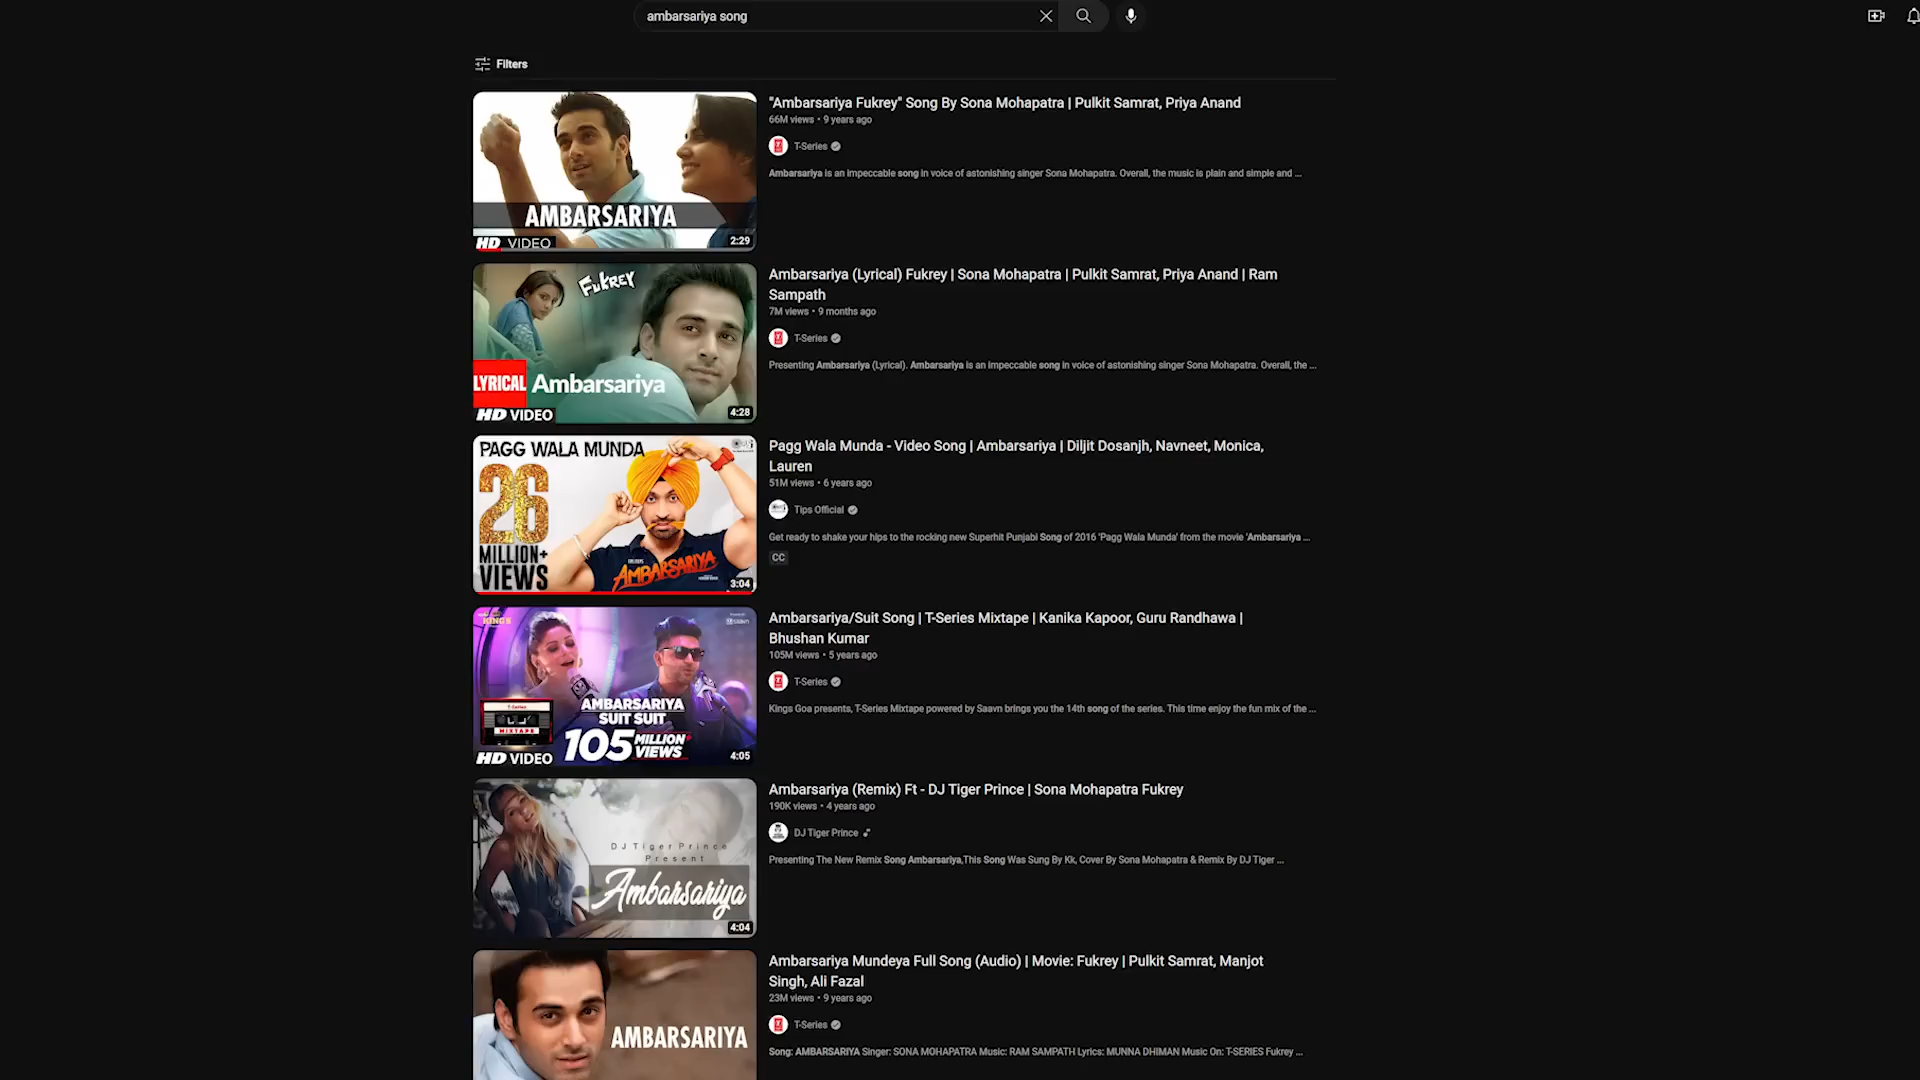 ambarsariya song
Filters
AMBARSARIYA
HD VIDEO
2:29
"Ambarsariya Fukrey" Song By Sona Mohapatra | Pulkit Samrat, Priya Anand
66M views • 9 years ago
T-Series
Ambarsariya is an impeccable song in voice of astonishing singer Sona Mohapatra. Overall, the music is plain and simple and ...
FUKREY
LYRICAL Ambarsariya
HD VIDEO
4:28
Ambarsariya (Lyrical) Fukrey | Sona Mohapatra | Pulkit Samrat, Priya Anand | Ram
Sampath
7M views • 9 months ago
T-Series
Presenting Ambarsariya (Lyrical). Ambarsariya is an impeccable song in voice of astonishing singer Sona Mohapatra. Overall, the ...
PAGG WALA MUNDA
26
MILLION+
VIEWS
AMBARSARIYA
3:04
Pagg Wala Munda - Video Song | Ambarsariya | Diljit Dosanjh, Navneet, Monica,
Lauren
51M views • 6 years ago
Tips Official
Get ready to shake your hips to the rocking new Superhit Punjabi Song of 2016 'Pagg Wala Munda' from the movie 'Ambarsariya ...
CC
KING'S
T-Series
MIXTAPE
AMBARSARIYA
SUIT SUIT
105 MILLION+
VIEWS
HD VIDEO
4:05
Ambarsariya/Suit Song | T-Series Mixtape | Kanika Kapoor, Guru Randhawa |
Bhushan Kumar
105M views • 5 years ago
T-Series
Kings Goa presents, T-Series Mixtape powered by Saavn brings you the 14th song of the series. This time enjoy the fun mix of the ...
DJ Tiger Prince
Present
Ambarsariya
4:04
Ambarsariya (Remix) Ft - DJ Tiger Prince | Sona Mohapatra Fukrey
190K views • 4 years ago
DJ Tiger Prince
Presenting The New Remix Song Ambarsariya,This Song Was Sung By Kk, Cover By Sona Mohapatra & Remix By DJ Tiger ...
AMBARSARIYA
Ambarsariya Mundeya Full Song (Audio) | Movie: Fukrey | Pulkit Samrat, Manjot
Singh, Ali Fazal
23M views • 9 years ago
T-Series
Song: AMBARSARIYA Singer: SONA MOHAPATRA Music: RAM SAMPATH Lyrics: MUNNA DHIMAN Music On: T-SERIES Fukrey ...